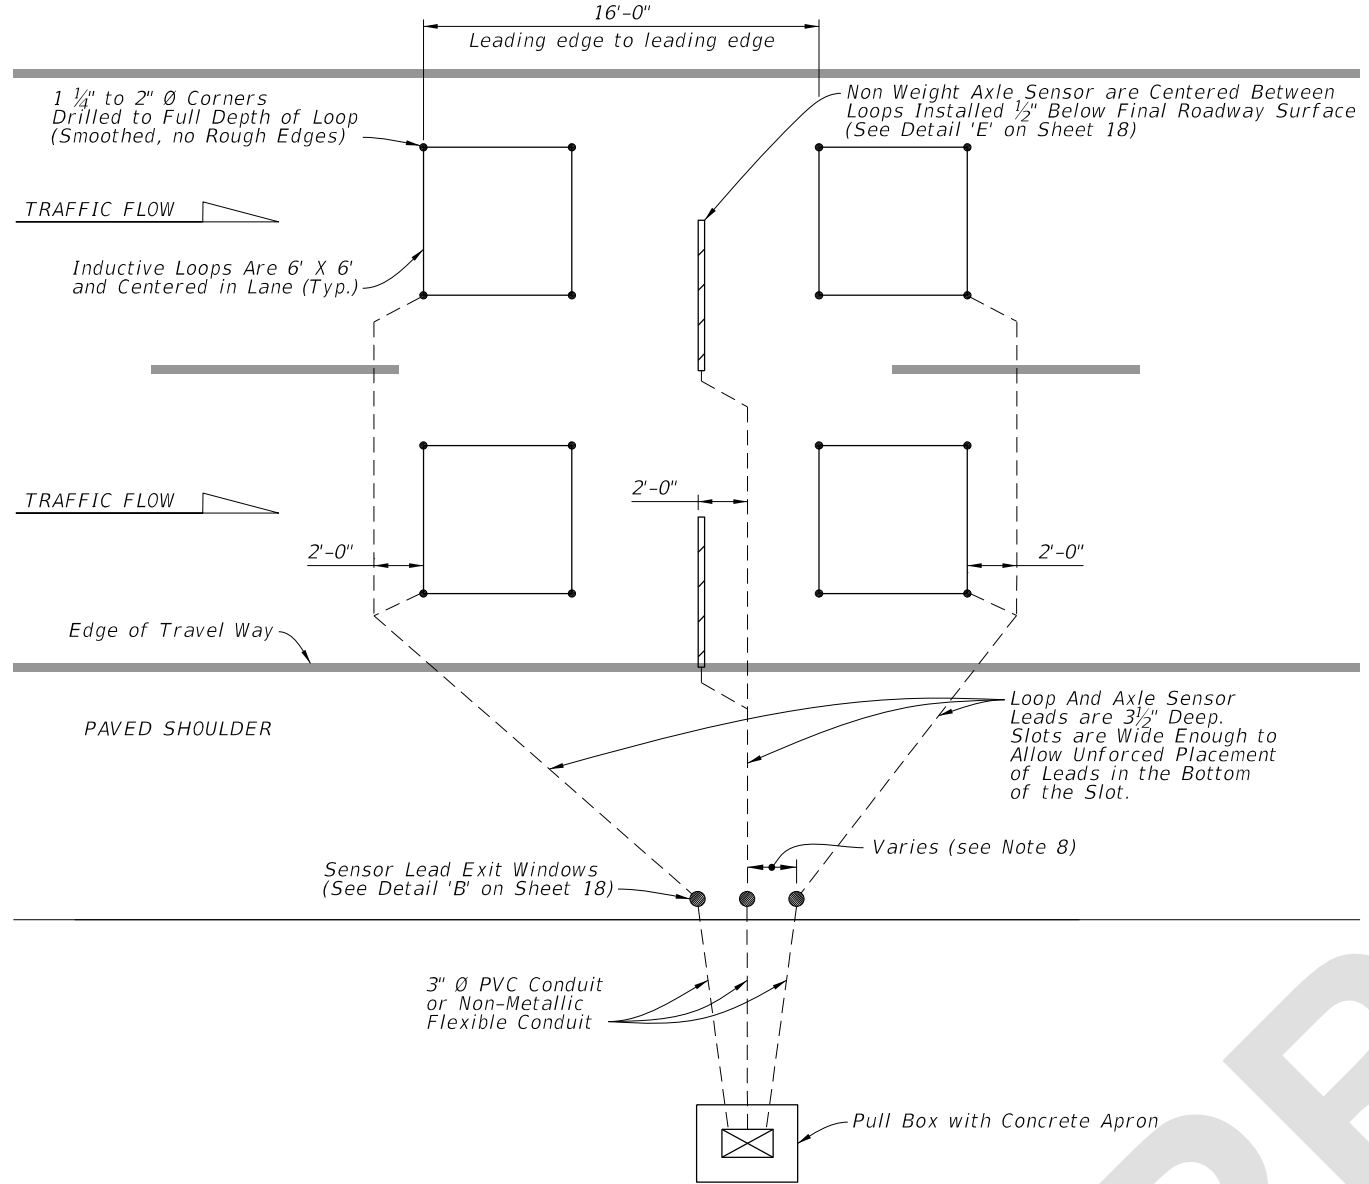 16'-0"
Leading edge to leading edge
1 ¼" to 2" Ø Corners
Drilled to Full Depth of Loop
(Smoothed, no Rough Edges)
Non Weight Axle Sensor are Centered Between
Loops Installed ½" Below Final Roadway Surface
(See Detail 'E' on Sheet 18)
TRAFFIC FLOW
Inductive Loops Are 6' X 6'
and Centered in Lane (Typ.)
TRAFFIC FLOW
2'-0"
2'-0"
2'-0"
Edge of Travel Way
PAVED SHOULDER
Loop And Axle Sensor
Leads are 3½" Deep.
Slots are Wide Enough to
Allow Unforced Placement
of Leads in the Bottom
of the Slot.
Varies (see Note 8)
Sensor Lead Exit Windows
(See Detail 'B' on Sheet 18)
3" Ø PVC Conduit
or Non-Metallic
Flexible Conduit
Pull Box with Concrete Apron